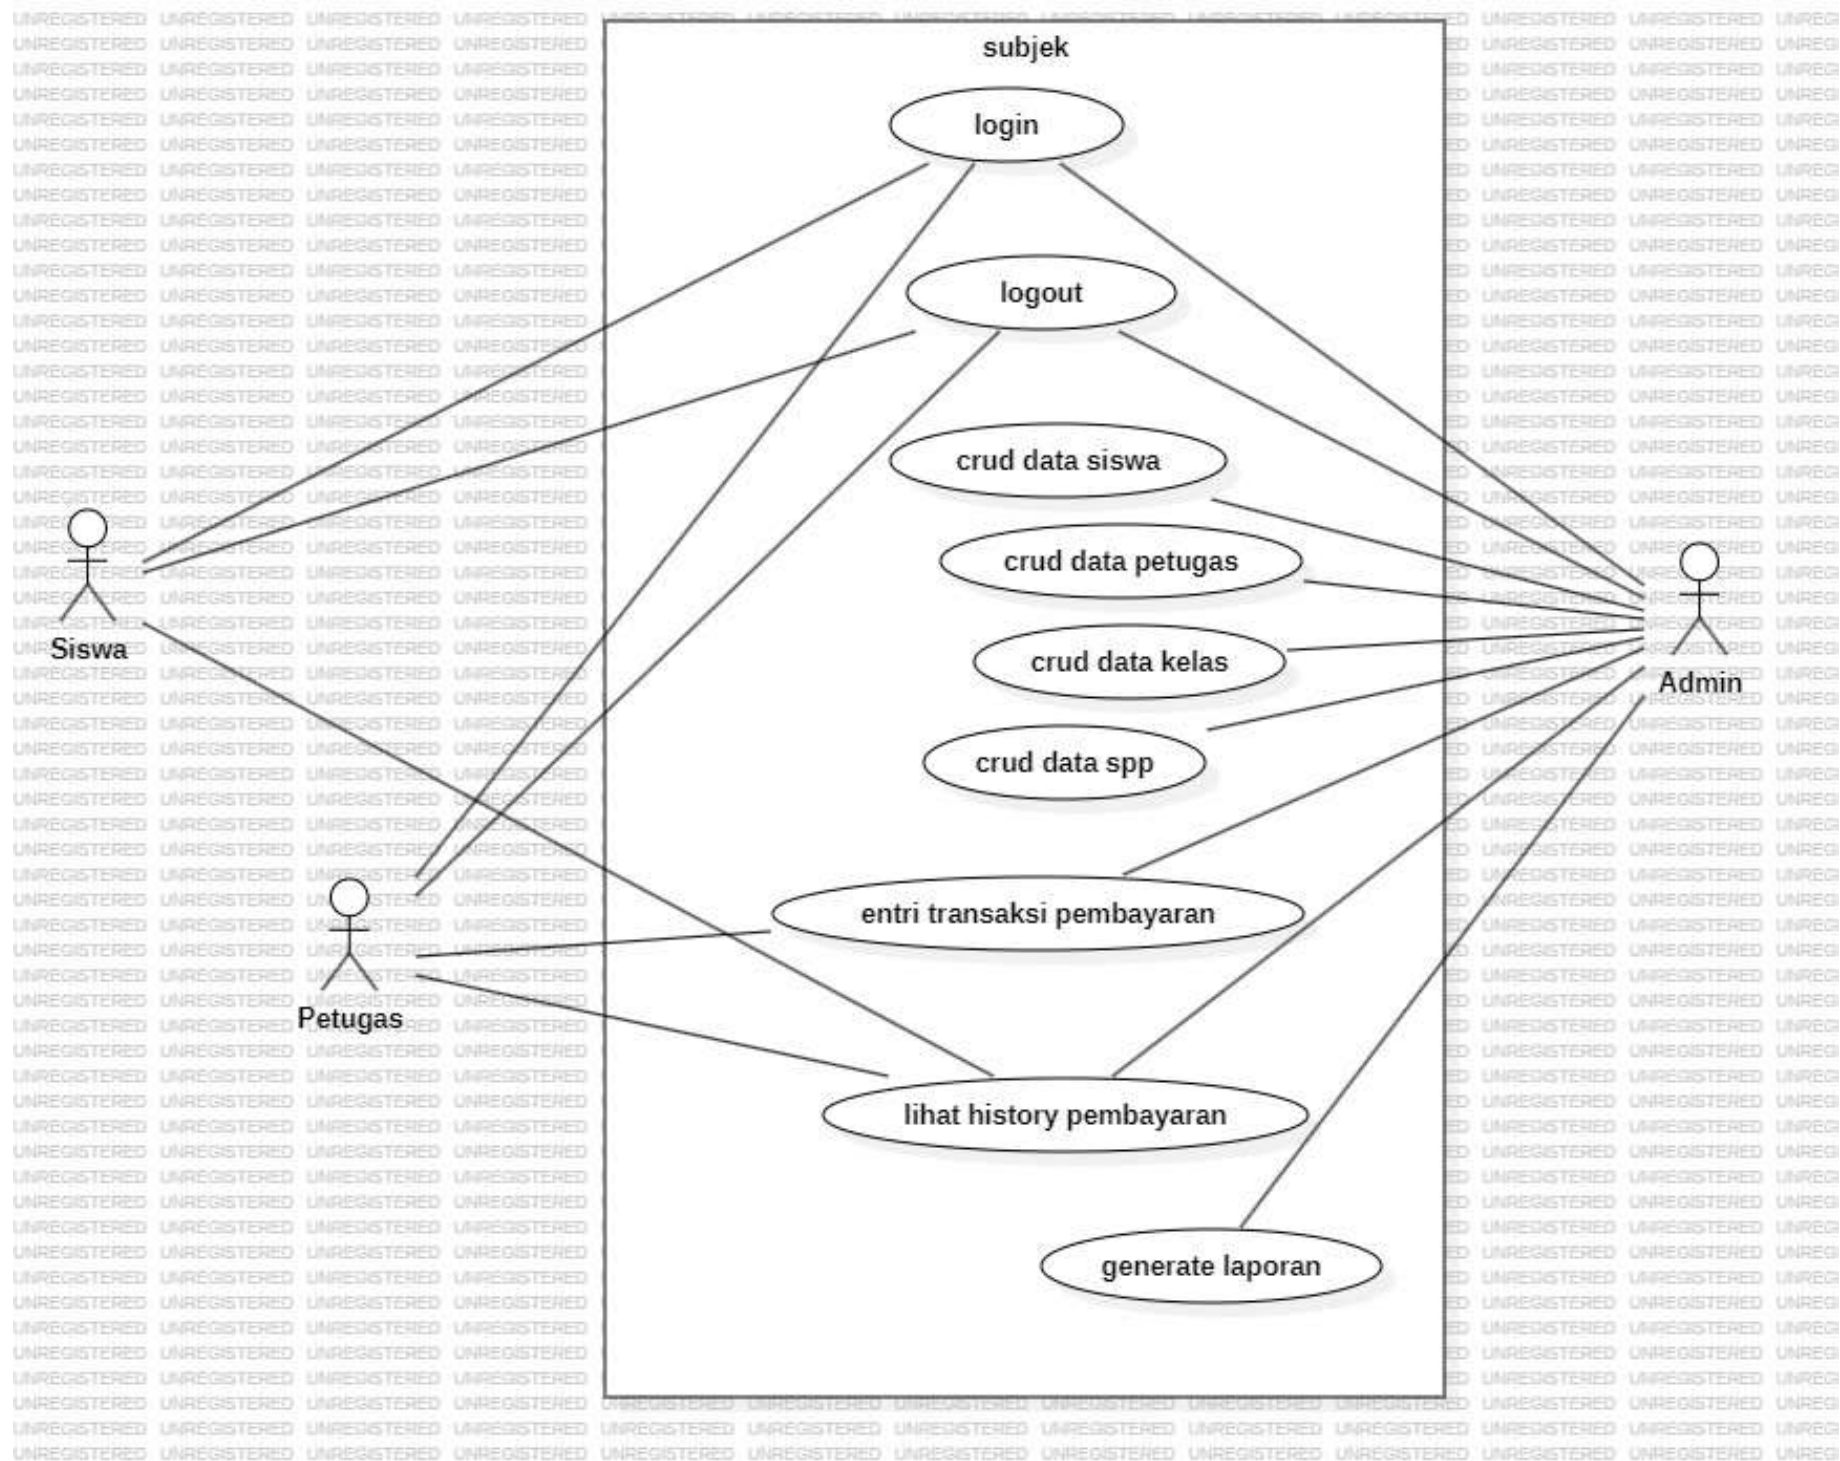 subjek
login
logout
crud data siswa
crud data petugas
crud data kelas
crud data spp
entri transaksi pembayaran
lihat history pembayaran
generate laporan
Siswa
Petugas
Admin
UNREGISTERED